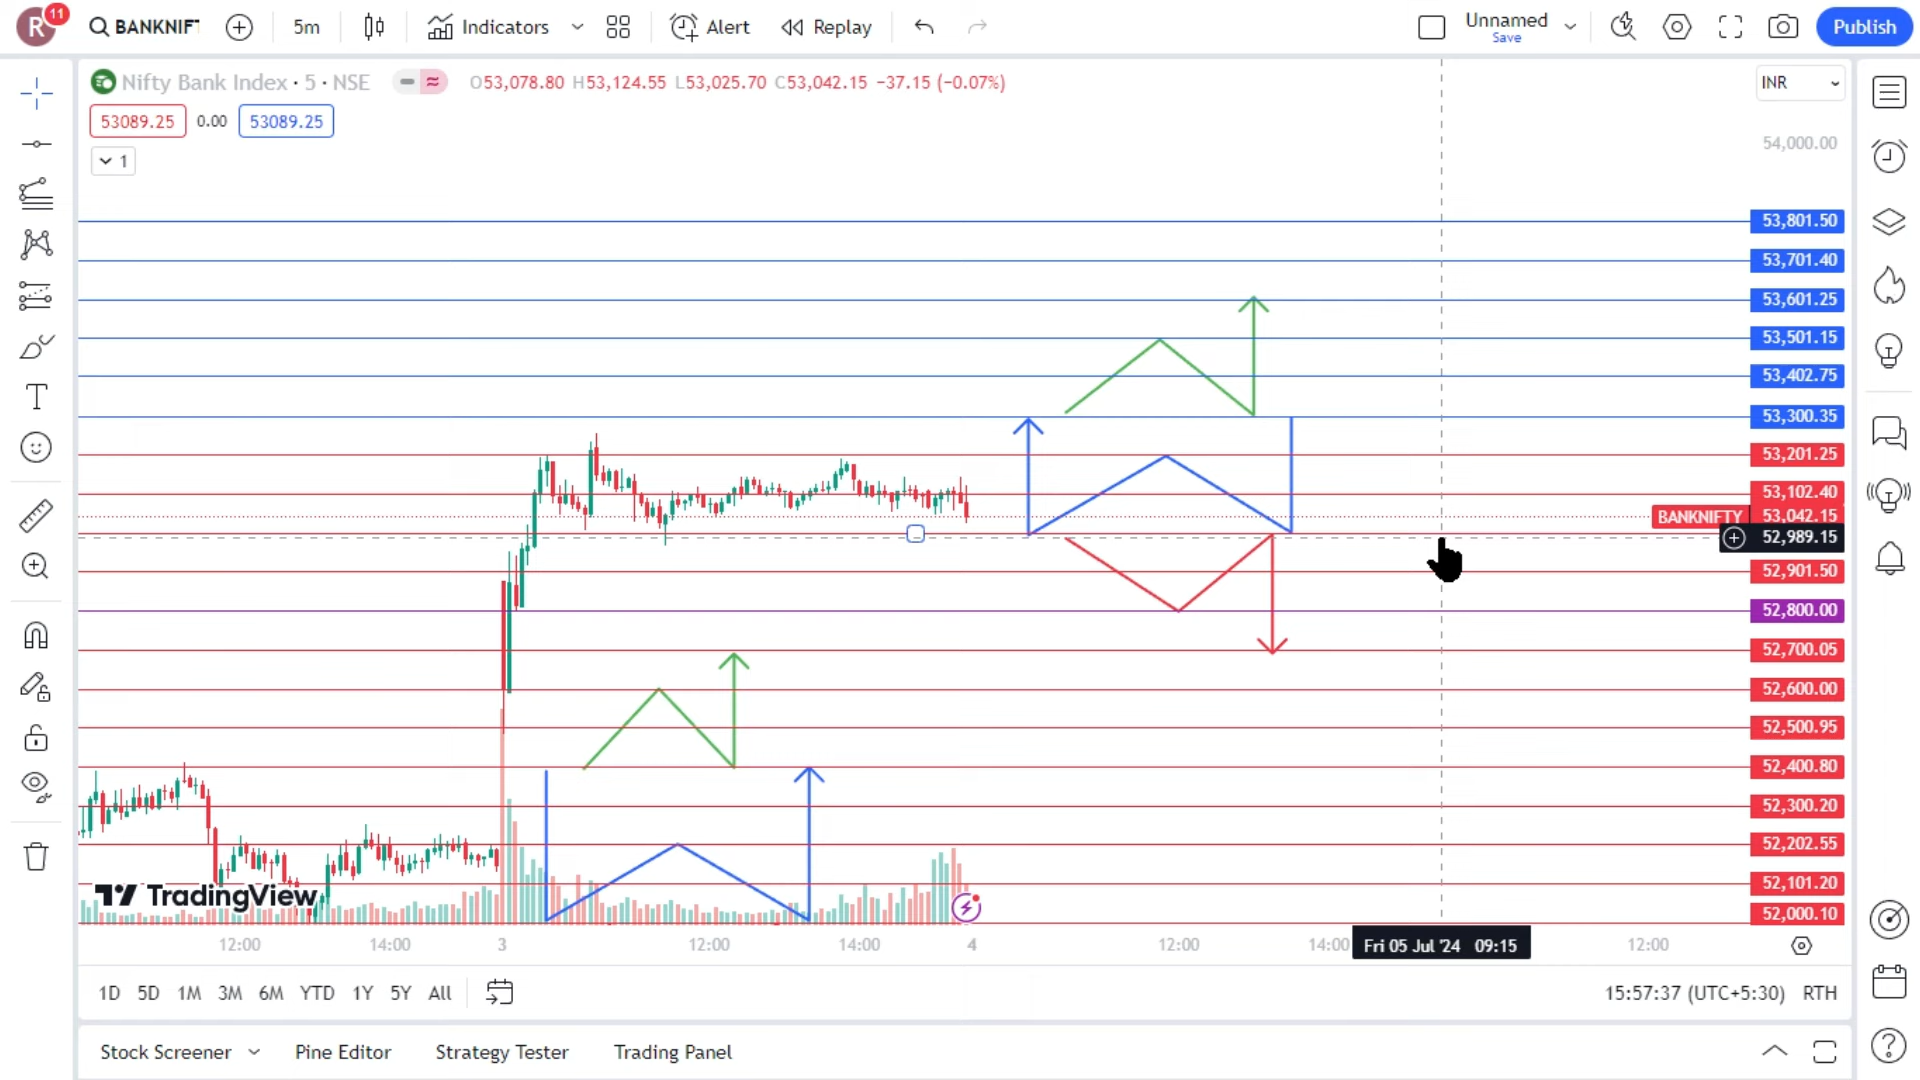 R
11
BANKNIFT
5m
Indicators
Alert
Replay
Unnamed
Save
Publish
Nifty Bank Index · 5 · NSE
O53,078.80 H53,124.55 L53,025.70 C53,042.15 −37.15 (−0.07%)
INR
53089.25 0.00 53089.25
1
54,000.00
53,801.50
53,701.40
53,601.25
53,501.15
53,402.75
53,300.35
53,201.25
53,102.40
BANKNIFTY 53,042.15
52,989.15
52,901.50
52,800.00
52,700.05
52,600.00
52,500.95
52,400.80
52,300.20
52,202.55
52,101.20
52,000.10
TradingView
12:00 14:00 3 12:00 14:00 4 12:00 14:00 Fri 05 Jul '24 09:15 12:00
1D 5D 1M 3M 6M YTD 1Y 5Y All
15:57:37 (UTC+5:30) RTH
Stock Screener Pine Editor Strategy Tester Trading Panel